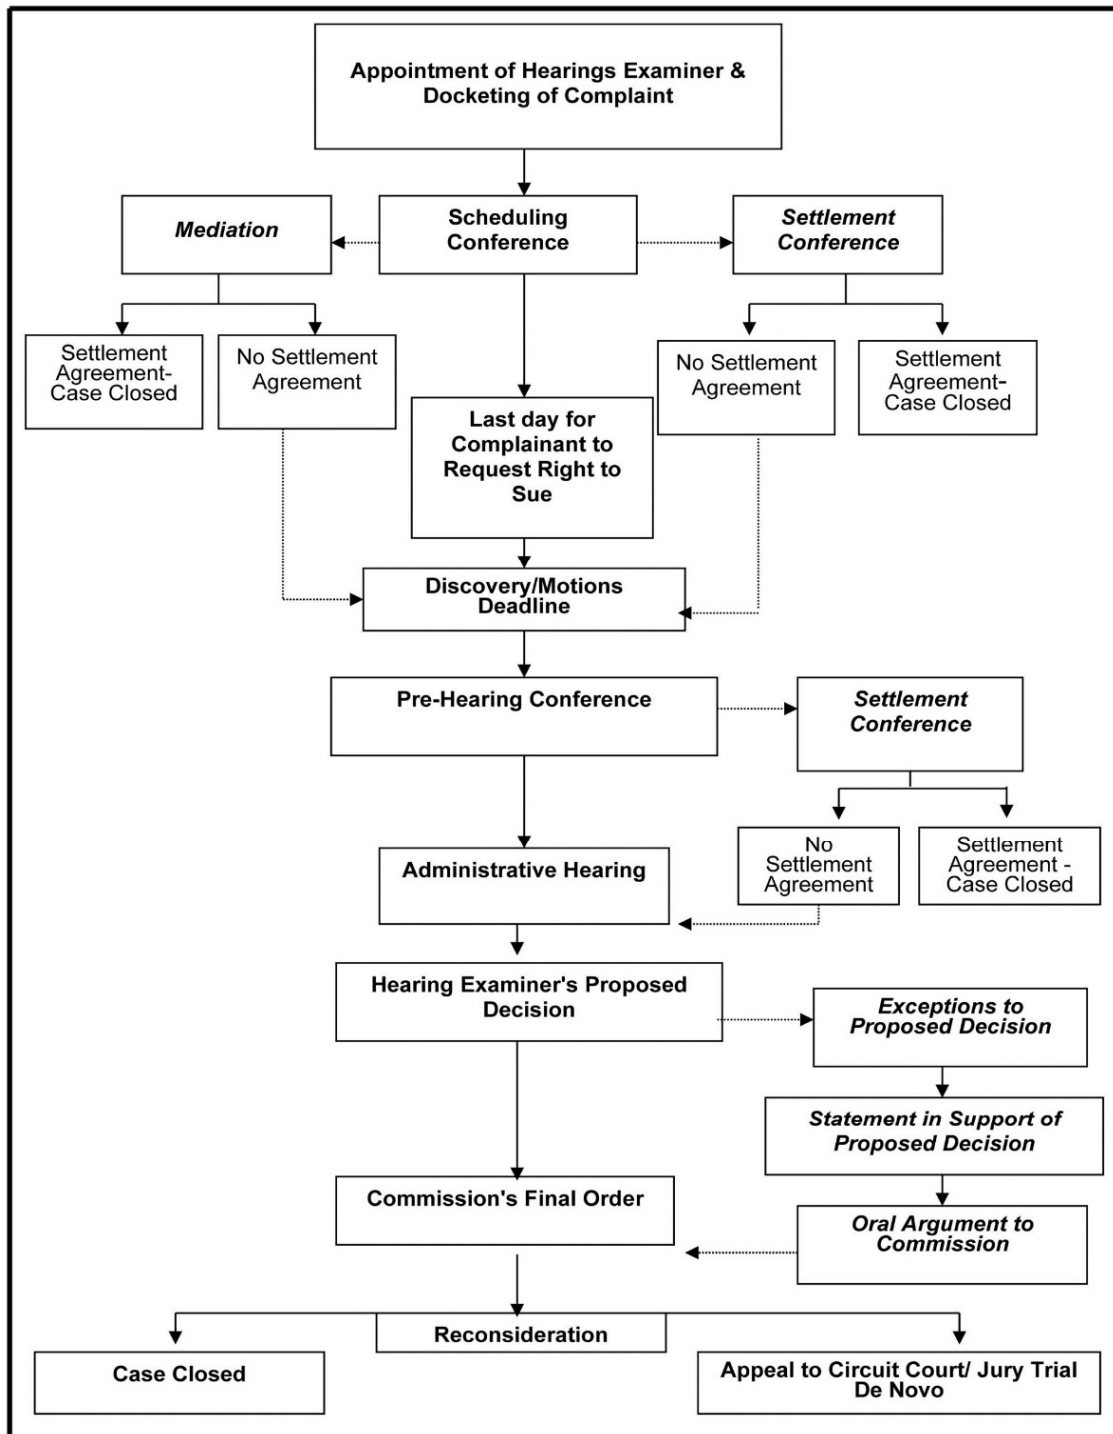 Appointment of Hearings Examiner &
Docketing of Complaint
Mediation
Scheduling
Conference
Settlement
Conference
Settlement
Agreement-
Case Closed
No Settlement
Agreement
No Settlement
Agreement
Settlement
Agreement-
Case Closed
Last day for
Complainant to
Request Right to
Sue
Discovery/Motions
Deadline
Pre-Hearing Conference
Settlement
Conference
No
Settlement
Agreement
Settlement
Agreement -
Case Closed
Administrative Hearing
Hearing Examiner's Proposed
Decision
Exceptions to
Proposed Decision
Statement in Support of
Proposed Decision
Commission's Final Order
Oral Argument to
Commission
Reconsideration
Case Closed
Appeal to Circuit Court/ Jury Trial
De Novo